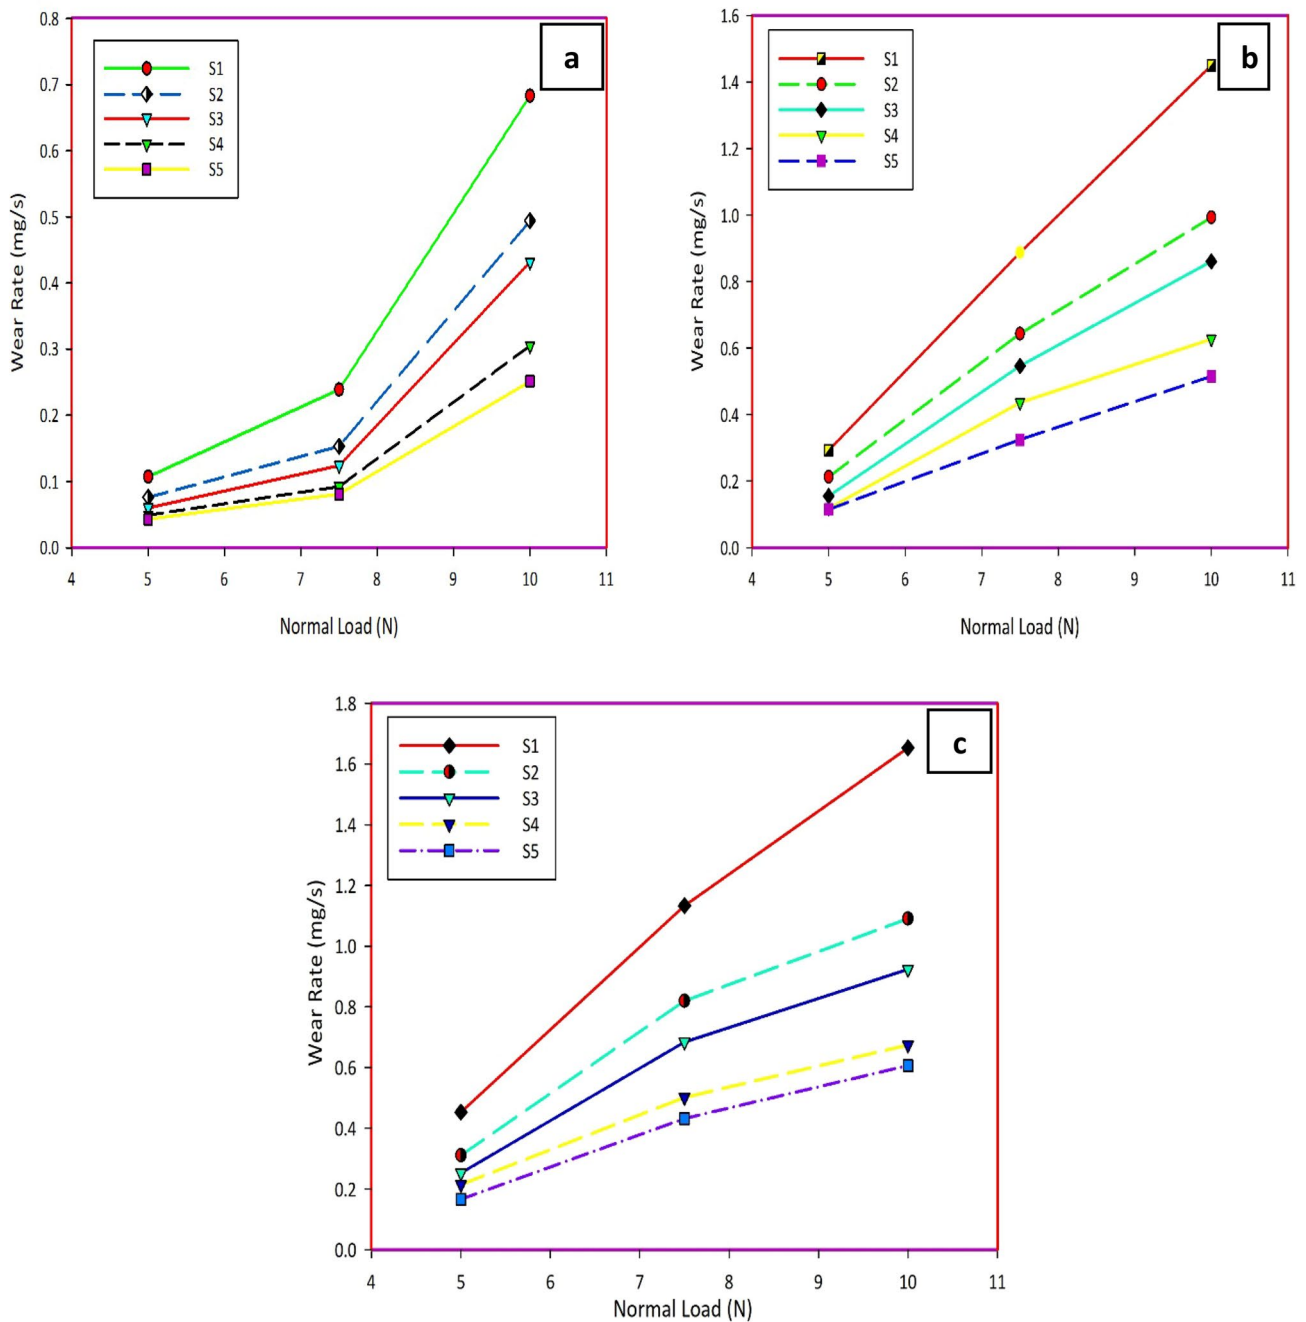 a
S1
S2
S3
S4
S5
0.8
0.7
0.6
0.5
0.4
0.3
0.2
0.1
0.0
Wear Rate (mg/s)
4 5 6 7 8 9 10 11
Normal Load (N)
b
S1
S2
S3
S4
S5
1.6
1.4
1.2
1.0
0.8
0.6
0.4
0.2
0.0
Wear Rate (mg/s)
4 5 6 7 8 9 10 11
Normal Load (N)
c
S1
S2
S3
S4
S5
1.8
1.6
1.4
1.2
1.0
0.8
0.6
0.4
0.2
0.0
Wear Rate (mg/s)
4 5 6 7 8 9 10 11
Normal Load (N)